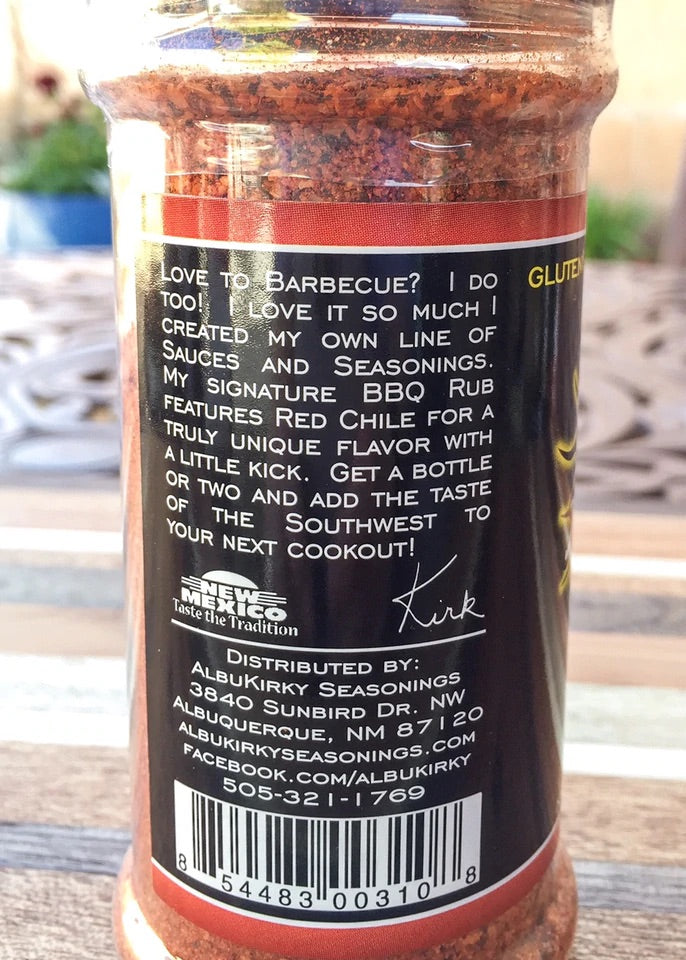 Love to Barbecue? I do
too! I love it so much I
created my own line of
Sauces and Seasonings.
My signature BBQ Rub
features Red Chile for a
truly unique flavor with
a little kick. Get a bottle
or two and add the taste
of the Southwest to
your next cookout!
NEW
MEXICO
Taste the Tradition
Kirk
Distributed by:
AlbuKirky Seasonings
3840 Sunbird Dr. NW
Albuquerque, NM 87120
albukirkyseasonings.com
facebook.com/albukirky
505-321-1769
8 54483 00310 8
GLUTEN